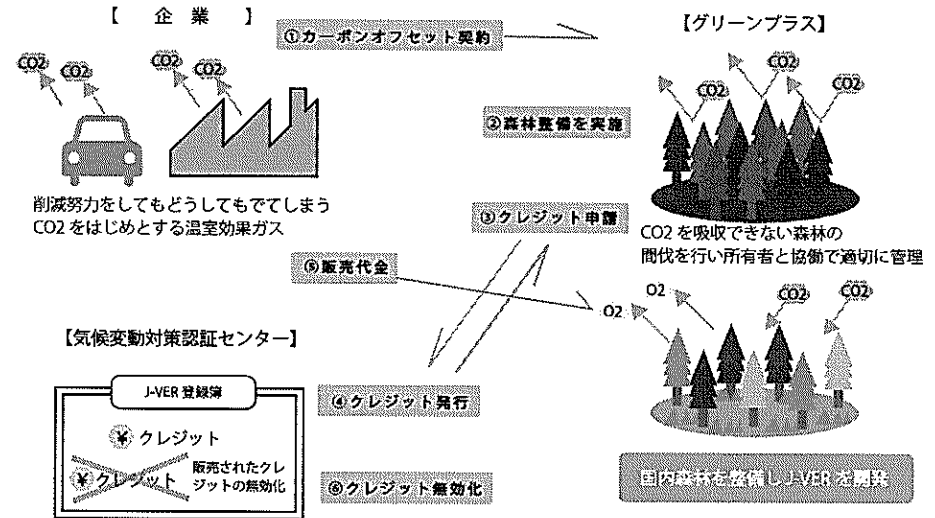 【 企 業 】
①カーボンオフセット契約
【グリーンプラス】
CO2
CO2
CO2
CO2
CO2
CO2
CO2
②森林整備を実施
削減努力をしてもどうしてもでてしまう
CO2 をはじめとする温室効果ガス
③クレジット申請
CO2 を吸収できない森林の
間伐を行い所有者と協働で適切に管理
⑤販売代金
O2
O2
CO2
CO2
【気候変動対策認証センター】
J-VER 登録簿
¥ クレジット
¥ クレジット
販売されたクレ
ジットの無効化
④クレジット発行
⑥クレジット無効化
国内森林を整備し J-VER を開発